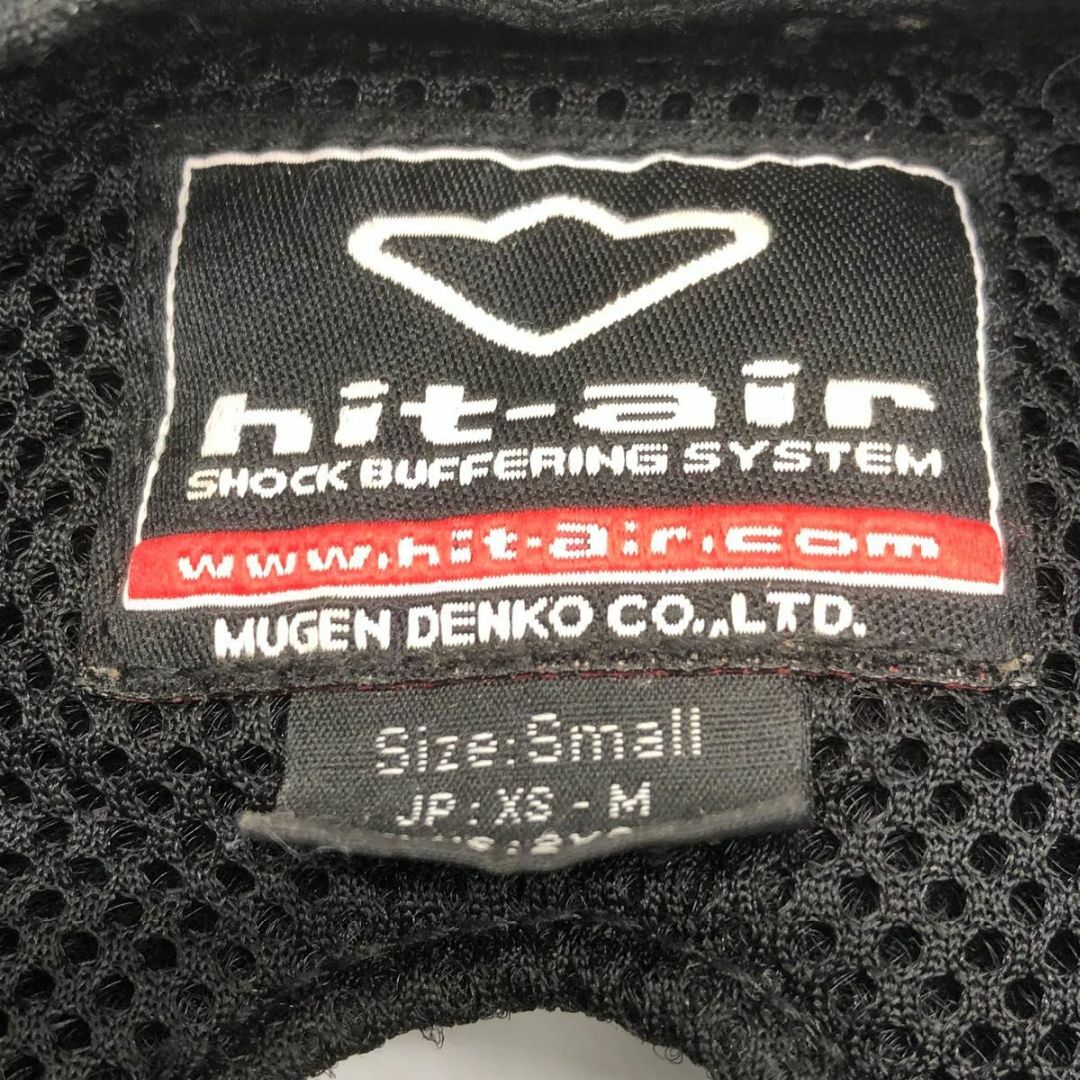 hit-air
SHOCK BUFFERING SYSTEM
www.hit-air.com
MUGEN DENKO CO.,LTD.
Size:Small
JP:XS-M